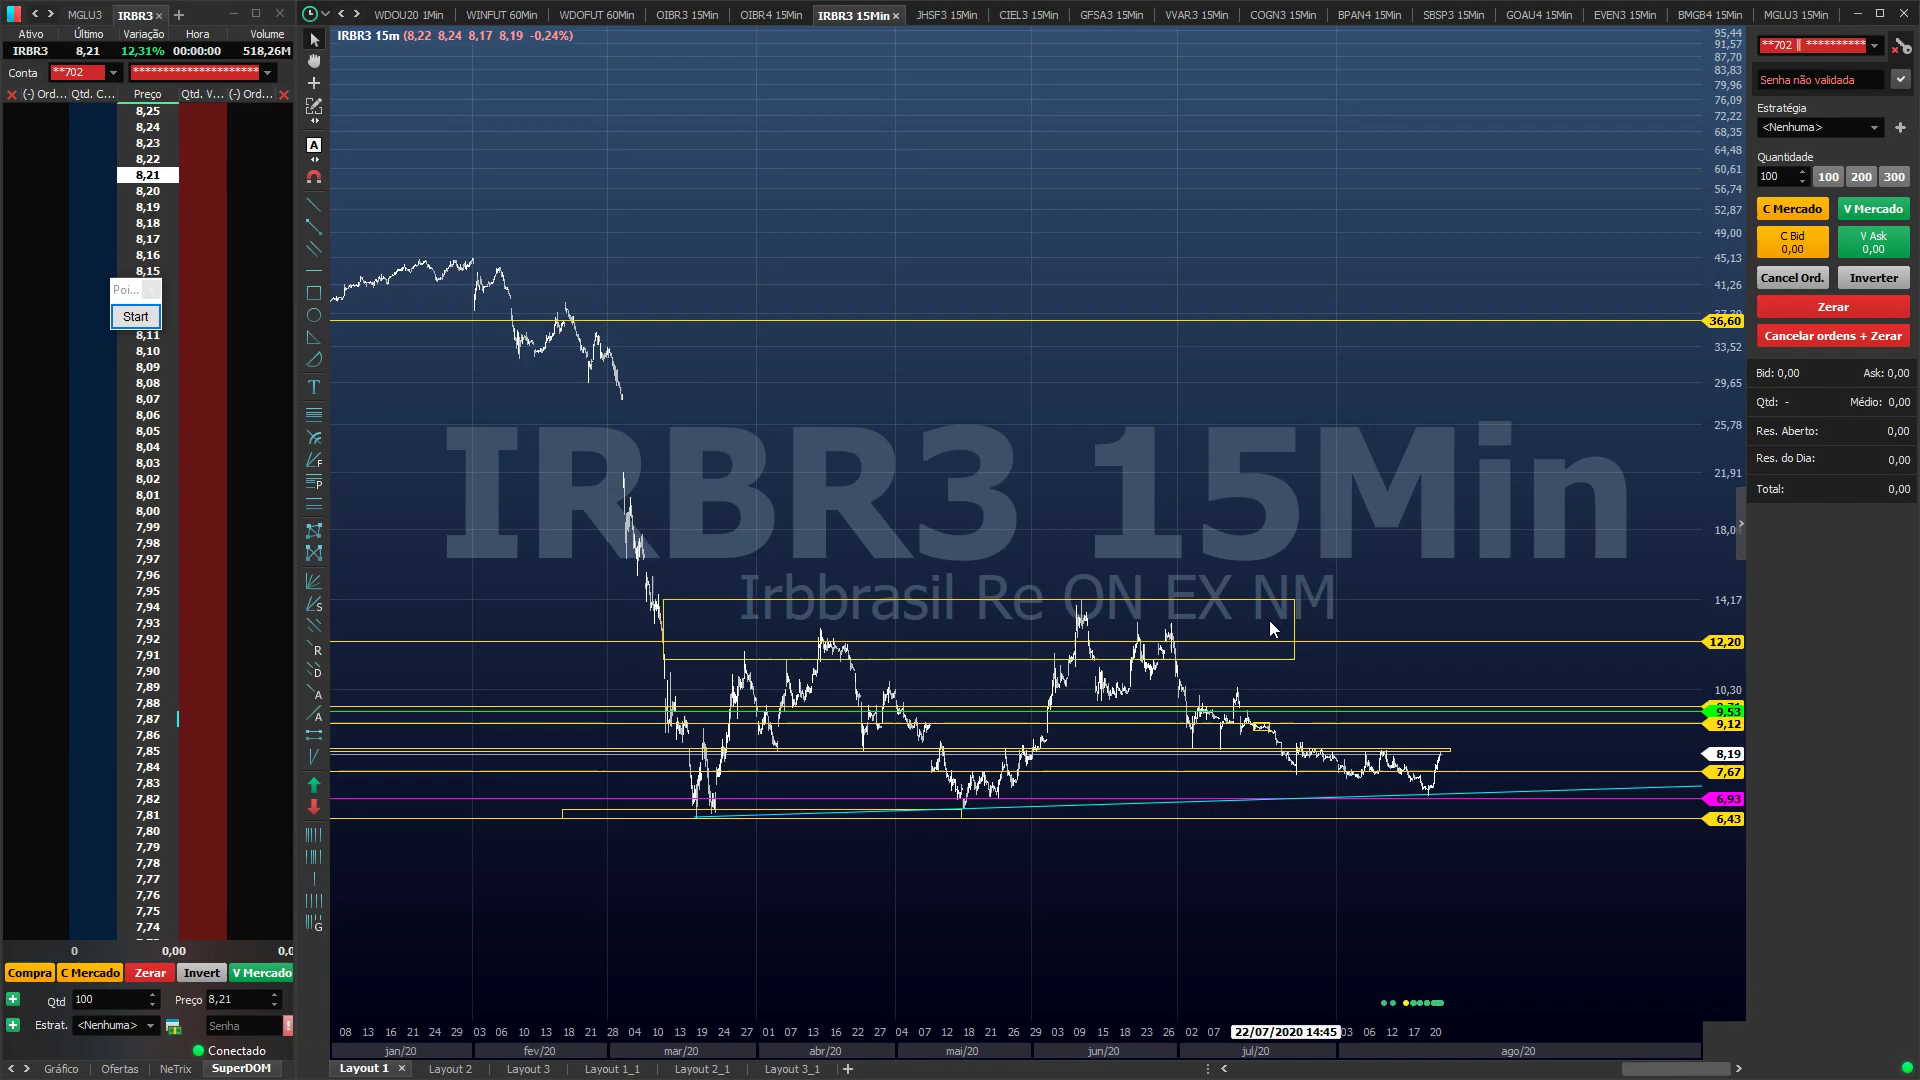 MGLU3 IRBR3
Ativo Último Variação Hora Volume
IRBR3 8,21 12,31% 00:00:00 518,26M
Conta **702 **********************
(-) Ord... Qtd. C... Preço Qtd. V... (-) Ord...
8,25
8,24
8,23
8,22
8,21
8,20
8,19
8,18
8,17
8,16
8,15
Poi...
Start
8,11
8,10
8,09
8,08
8,07
8,06
8,05
8,04
8,03
8,02
8,01
8,00
7,99
7,98
7,97
7,96
7,95
7,94
7,93
7,92
7,91
7,90
7,89
7,88
7,87
7,86
7,85
7,84
7,83
7,82
7,81
7,80
7,79
7,78
7,77
7,76
7,75
7,74
0 0,00
Compra C Mercado Zerar Invert V Mercado
Qtd 100 Preço 8,21
Estrat. <Nenhuma> Senha
Conectado
Gráfico Ofertas NeTrix SuperDOM
WDOU20 1Min WINFUT 60Min WDOFUT 60Min OIBR3 15Min OIBR4 15Min IRBR3 15Min JHSF3 15Min CIEL3 15Min GFSA3 15Min VVAR3 15Min COGN3 15Min BPAN4 15Min SBSP3 15Min GOAU4 15Min EVEN3 15Min BMGB4 15Min MGLU3 15Min
IRBR3 15m (8,22 8,24 8,17 8,19 -0,24%)
IRBR3 15Min
Irbbrasil Re ON EX NM
95,44
91,57
87,70
83,83
79,96
76,09
72,22
68,35
64,48
60,61
56,74
52,87
49,00
45,13
41,26
36,60
33,52
29,65
25,78
21,91
14,17
12,20
10,30
9,53
9,12
8,19
7,67
6,93
6,43
08 13 16 21 24 29 03 06 10 13 18 21 28 04 10 13 19 24 27 01 07 13 16 22 27 04 07 12 18 21 26 29 03 09 15 18 23 26 02 07 22/07/2020 14:45 03 06 12 17 20
jan/20 fev/20 mar/20 abr/20 mai/20 jun/20 jul/20 ago/20
Layout 1 Layout 2 Layout 3 Layout 1_1 Layout 2_1 Layout 3_1
**702 || **********
Senha não validada
Estratégia
<Nenhuma>
Quantidade
100 100 200 300
C Mercado V Mercado
C Bid V Ask
0,00 0,00
Cancel Ord. Inverter
Zerar
Cancelar ordens + Zerar
Bid: 0,00 Ask: 0,00
Qtd: - Médio: 0,00
Res. Aberto: 0,00
Res. do Dia: 0,00
Total: 0,00